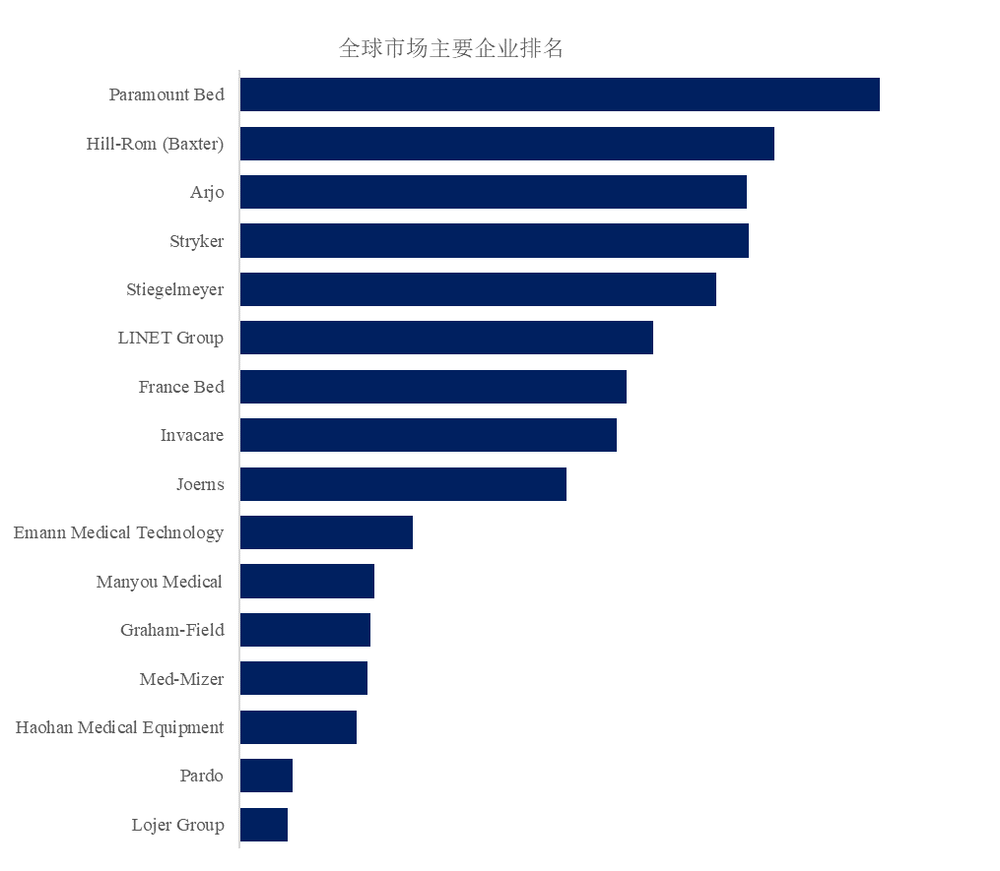 全球市场主要企业排名
Paramount Bed
Hill-Rom (Baxter)
Arjo
Stryker
Stiegelmeyer
LINET Group
France Bed
Invacare
Joerns
Emann Medical Technology
Manyou Medical
Graham-Field
Med-Mizer
Haohan Medical Equipment
Pardo
Lojer Group